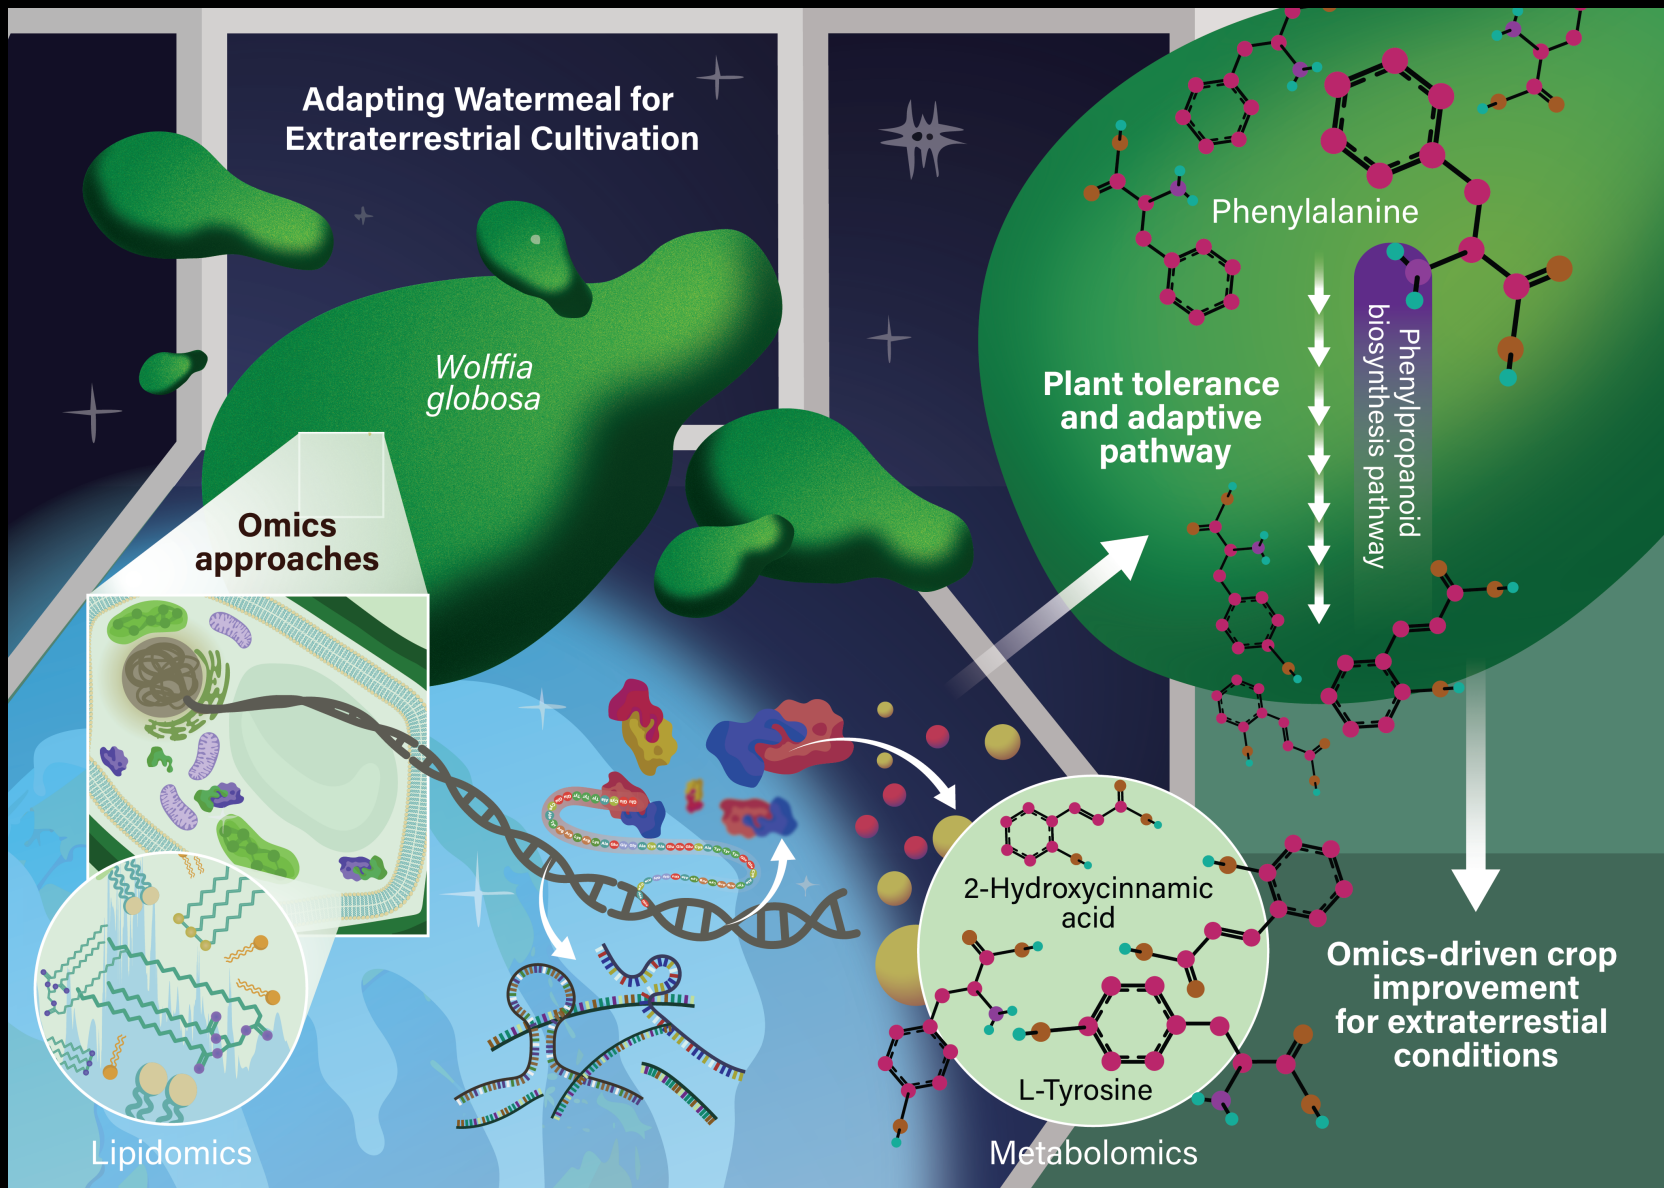 Adapting Watermeal for
Extraterrestrial Cultivation
Wolffia
globosa
Omics
approaches
Lipidomics
Phenylalanine
Plant tolerance
and adaptive
pathway
Phenylpropanoid
biosynthesis pathway
2-Hydroxycinnamic
acid
L-Tyrosine
Metabolomics
Omics-driven crop
improvement
for extraterrestial
conditions